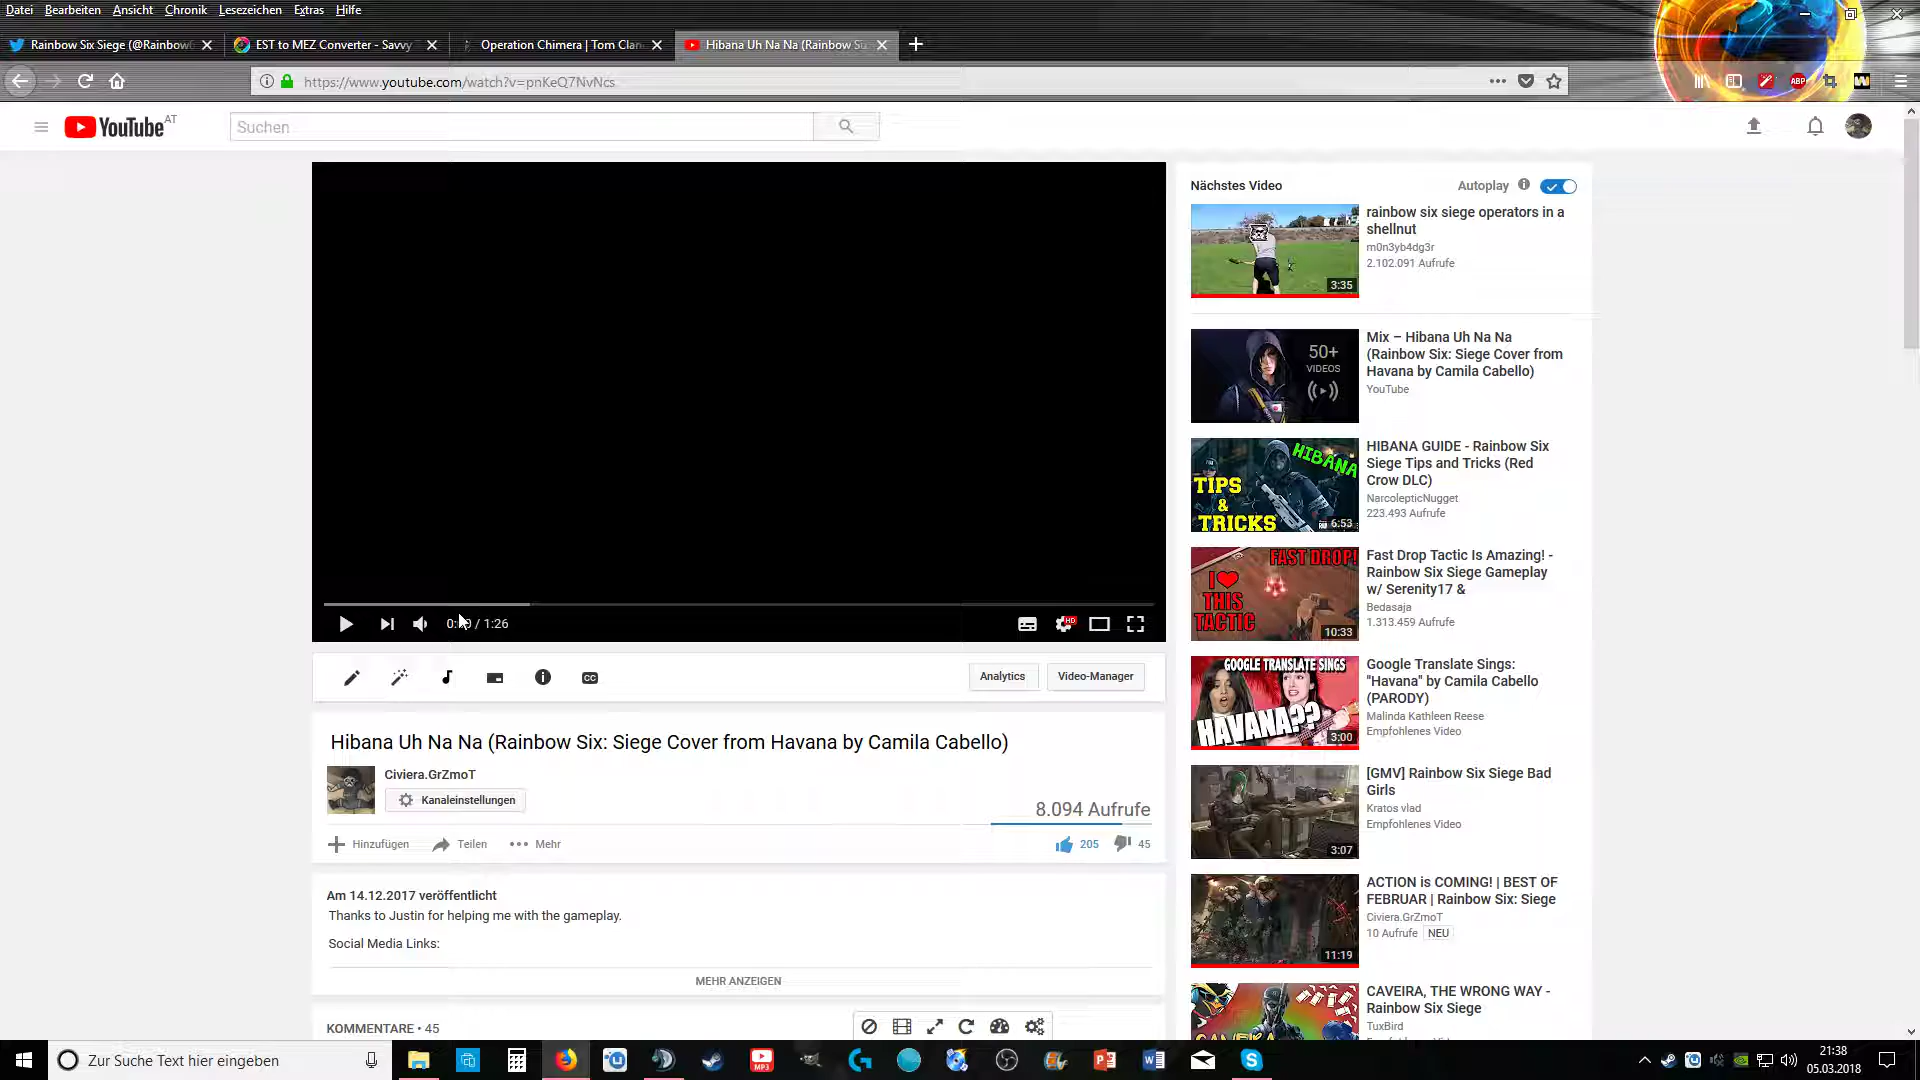 Datei Bearbeiten Ansicht Chronik Lesezeichen Extras Hilfe
Rainbow Six Siege (@Rainbow
EST to MEZ Converter - Savvy
Operation Chimera | Tom Clan
Hibana Uh Na Na (Rainbow Si
https://www.youtube.com/watch?v=pnKeQ7NvNcs
ABP
YouTube AT
Suchen
Nächstes Video
Autoplay
rainbow six siege operators in a
shellnut
m0n3yb4dg3r
2.102.091 Aufrufe
3:35
Mix – Hibana Uh Na Na
(Rainbow Six: Siege Cover from
Havana by Camila Cabello)
YouTube
50+
VIDEOS
HIBANA GUIDE - Rainbow Six
Siege Tips and Tricks (Red
Crow DLC)
NarcolepticNugget
223.493 Aufrufe
HIBANA
TIPS
&
TRICKS
6:53
Fast Drop Tactic Is Amazing! -
Rainbow Six Siege Gameplay
w/ Serenity17 &
Bedasaja
1.313.459 Aufrufe
FAST DROP!
I
THIS
TACTIC
10:33
Google Translate Sings:
"Havana" by Camila Cabello
(PARODY)
Malinda Kathleen Reese
Empfohlenes Video
GOOGLE TRANSLATE SINGS
HAVANA??
3:00
[GMV] Rainbow Six Siege Bad
Girls
Kratos vlad
Empfohlenes Video
3:07
ACTION is COMING! | BEST OF
FEBRUAR | Rainbow Six: Siege
Civiera.GrZmoT
10 Aufrufe NEU
11:19
CAVEIRA, THE WRONG WAY -
Rainbow Six Siege
TuxBird
/ 1:26
HD
CC
Analytics
Video-Manager
Hibana Uh Na Na (Rainbow Six: Siege Cover from Havana by Camila Cabello)
Civiera.GrZmoT
Kanaleinstellungen
8.094 Aufrufe
Hinzufügen Teilen Mehr
205 45
Am 14.12.2017 veröffentlicht
Thanks to Justin for helping me with the gameplay.
Social Media Links:
MEHR ANZEIGEN
KOMMENTARE • 45
Zur Suche Text hier eingeben
MP3
21:38
05.03.2018